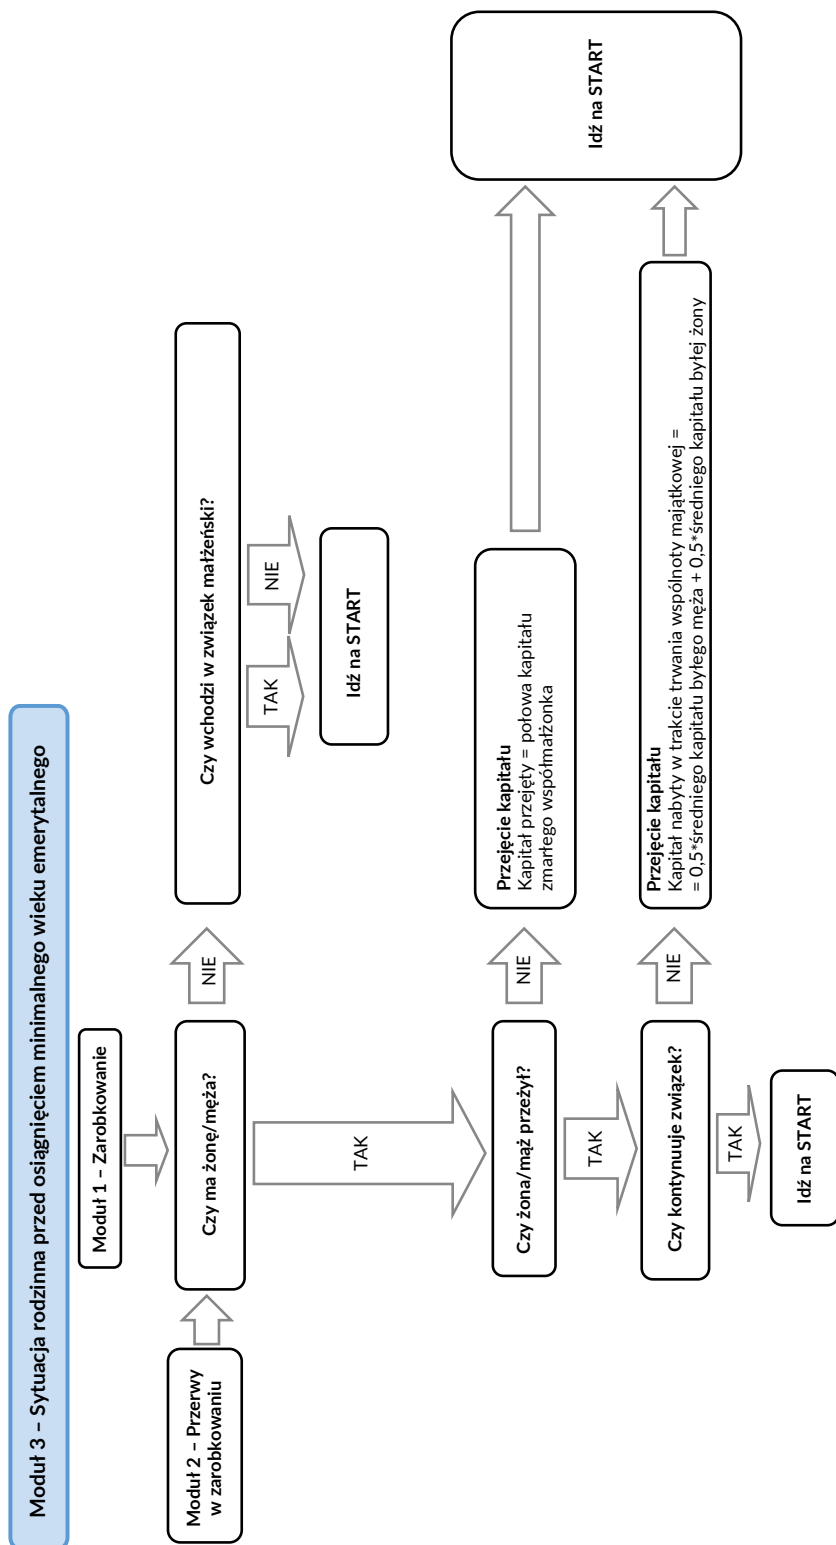 Moduł 3 – Sytuacja rodzinna przed osiągnięciem minimalnego wieku emerytalnego
Moduł 1 – Zarobkowanie
Moduł 2 – Przerwy
w zarobkowaniu
Czy ma żonę/męża?
NIE
Czy wchodzi w związek małżeński?
TAK
NIE
Idź na START
TAK
Czy żona/mąż przeżył?
NIE
Przejęcie kapitału
Kapitał przejęty = połowa kapitału
zmarłego współmałżonka
Idź na START
TAK
Czy kontynuuje związek?
NIE
Przejęcie kapitału
Kapitał nabyty w trakcie trwania wspólnoty majątkowej =
= 0,5*średniego kapitału byłego męża + 0,5*średniego kapitału byłej żony
TAK
Idź na START